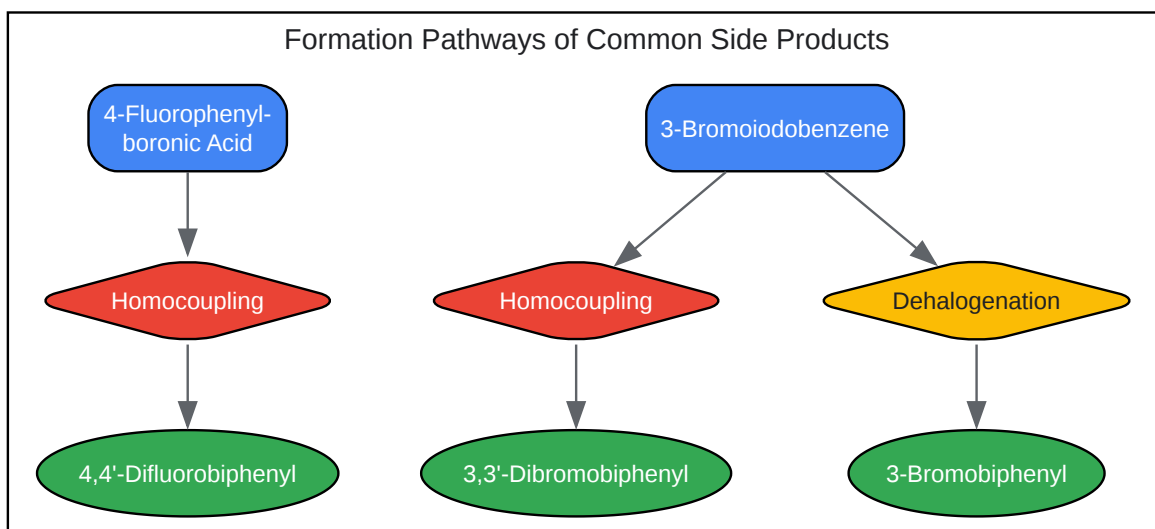 Formation Pathways of Common Side Products
4-Fluorophenyl-
boronic Acid
3-Bromoiodobenzene
Homocoupling
Homocoupling
Dehalogenation
4,4'-Difluorobiphenyl
3,3'-Dibromobiphenyl
3-Bromobiphenyl